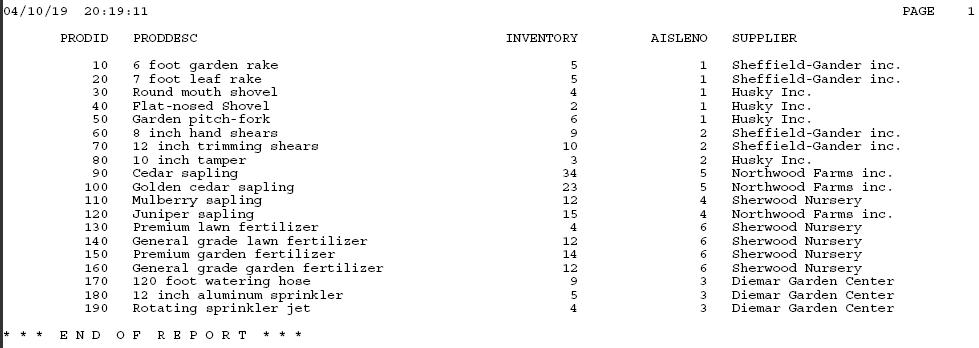 04/10/19  20:19:11 PAGE 1
PRODID PRODDESC INVENTORY AISLENO SUPPLIER
10 6 foot garden rake 5 1 Sheffield-Gander inc.
20 7 foot leaf rake 5 1 Sheffield-Gander inc.
30 Round mouth shovel 4 1 Husky Inc.
40 Flat-nosed Shovel 2 1 Husky Inc.
50 Garden pitch-fork 6 1 Husky Inc.
60 8 inch hand shears 9 2 Sheffield-Gander inc.
70 12 inch trimming shears 10 2 Sheffield-Gander inc.
80 10 inch tamper 3 2 Husky Inc.
90 Cedar sapling 34 5 Northwood Farms inc.
100 Golden cedar sapling 23 5 Northwood Farms inc.
110 Mulberry sapling 12 4 Sherwood Nursery
120 Juniper sapling 15 4 Northwood Farms inc.
130 Premium lawn fertilizer 4 6 Sherwood Nursery
140 General grade lawn fertilizer 12 6 Sherwood Nursery
150 Premium garden fertilizer 14 6 Sherwood Nursery
160 General grade garden fertilizer 12 6 Sherwood Nursery
170 120 foot watering hose 9 3 Diemar Garden Center
180 12 inch aluminum sprinkler 5 3 Diemar Garden Center
190 Rotating sprinkler jet 4 3 Diemar Garden Center
* * *  E N D  O F  R E P O R T  * * *